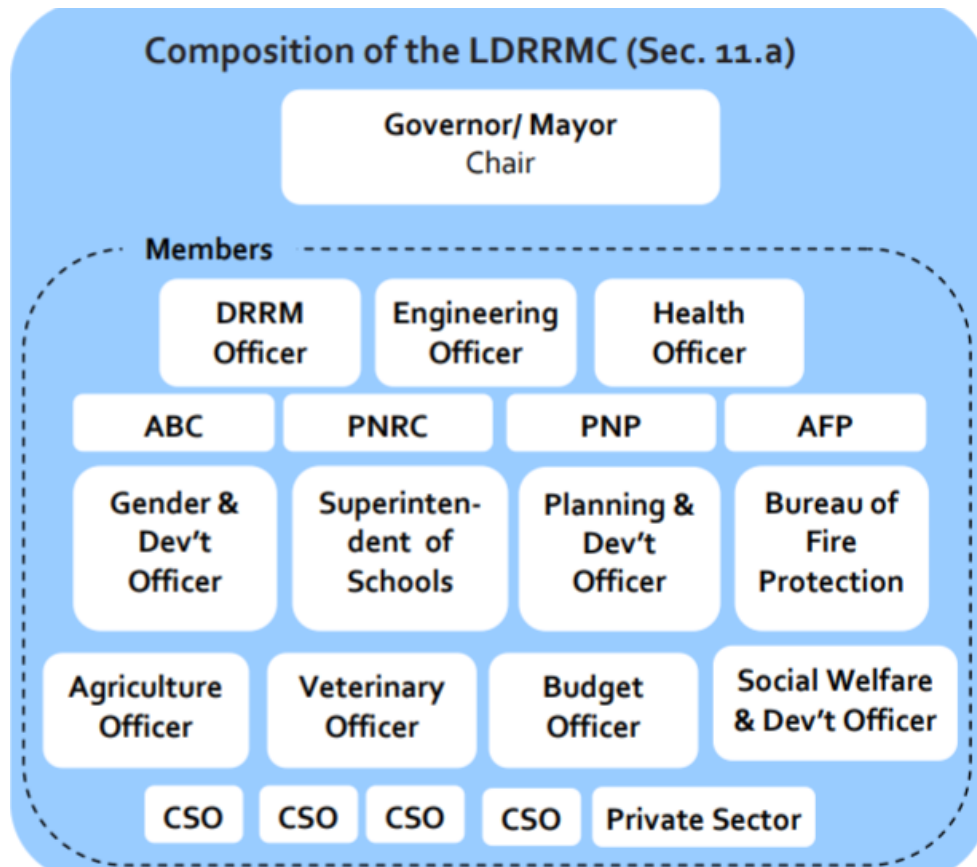 Composition of the LDRRMC (Sec. 11.a)
Governor/ Mayor
Chair
Members
DRRM
Officer
Engineering
Officer
Health
Officer
ABC
PNRC
PNP
AFP
Gender &
Dev't
Officer
Superinten-
dent of
Schools
Planning &
Dev't
Officer
Bureau of
Fire
Protection
Agriculture
Officer
Veterinary
Officer
Budget
Officer
Social Welfare
& Dev't Officer
CSO
CSO
CSO
CSO
Private Sector